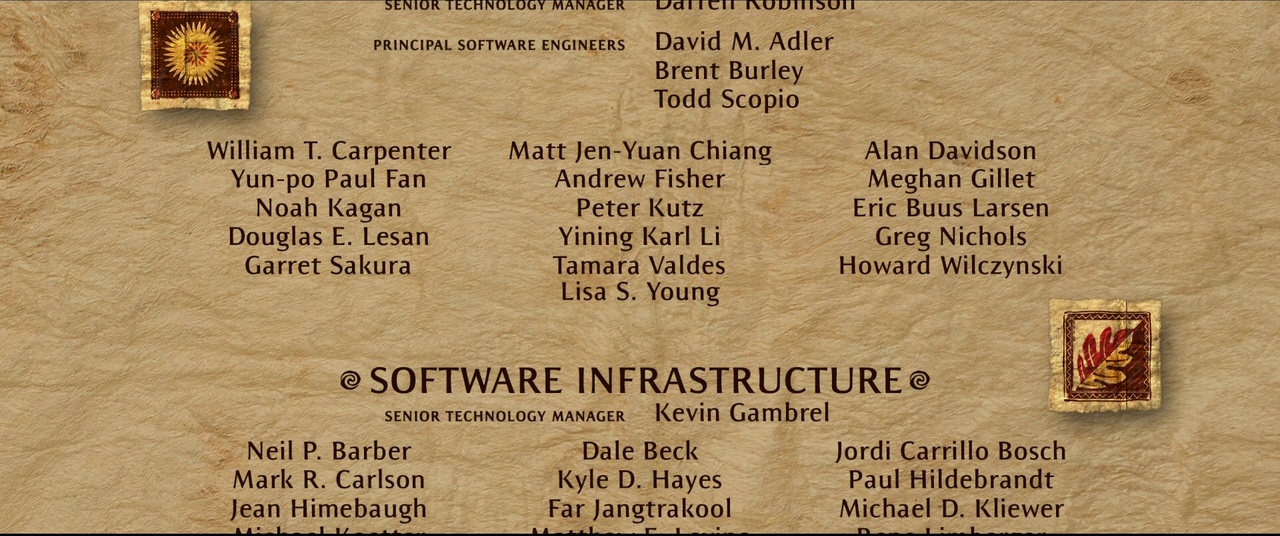 SENIOR TECHNOLOGY MANAGER Darren Robinson
PRINCIPAL SOFTWARE ENGINEERS David M. Adler
Brent Burley
Todd Scopio
William T. Carpenter Matt Jen-Yuan Chiang Alan Davidson
Yun-po Paul Fan Andrew Fisher Meghan Gillet
Noah Kagan Peter Kutz Eric Buus Larsen
Douglas E. Lesan Yining Karl Li Greg Nichols
Garret Sakura Tamara Valdes Howard Wilczynski
Lisa S. Young
SOFTWARE INFRASTRUCTURE
SENIOR TECHNOLOGY MANAGER Kevin Gambrel
Neil P. Barber Dale Beck Jordi Carrillo Bosch
Mark R. Carlson Kyle D. Hayes Paul Hildebrandt
Jean Himebaugh Far Jangtrakool Michael D. Kliewer